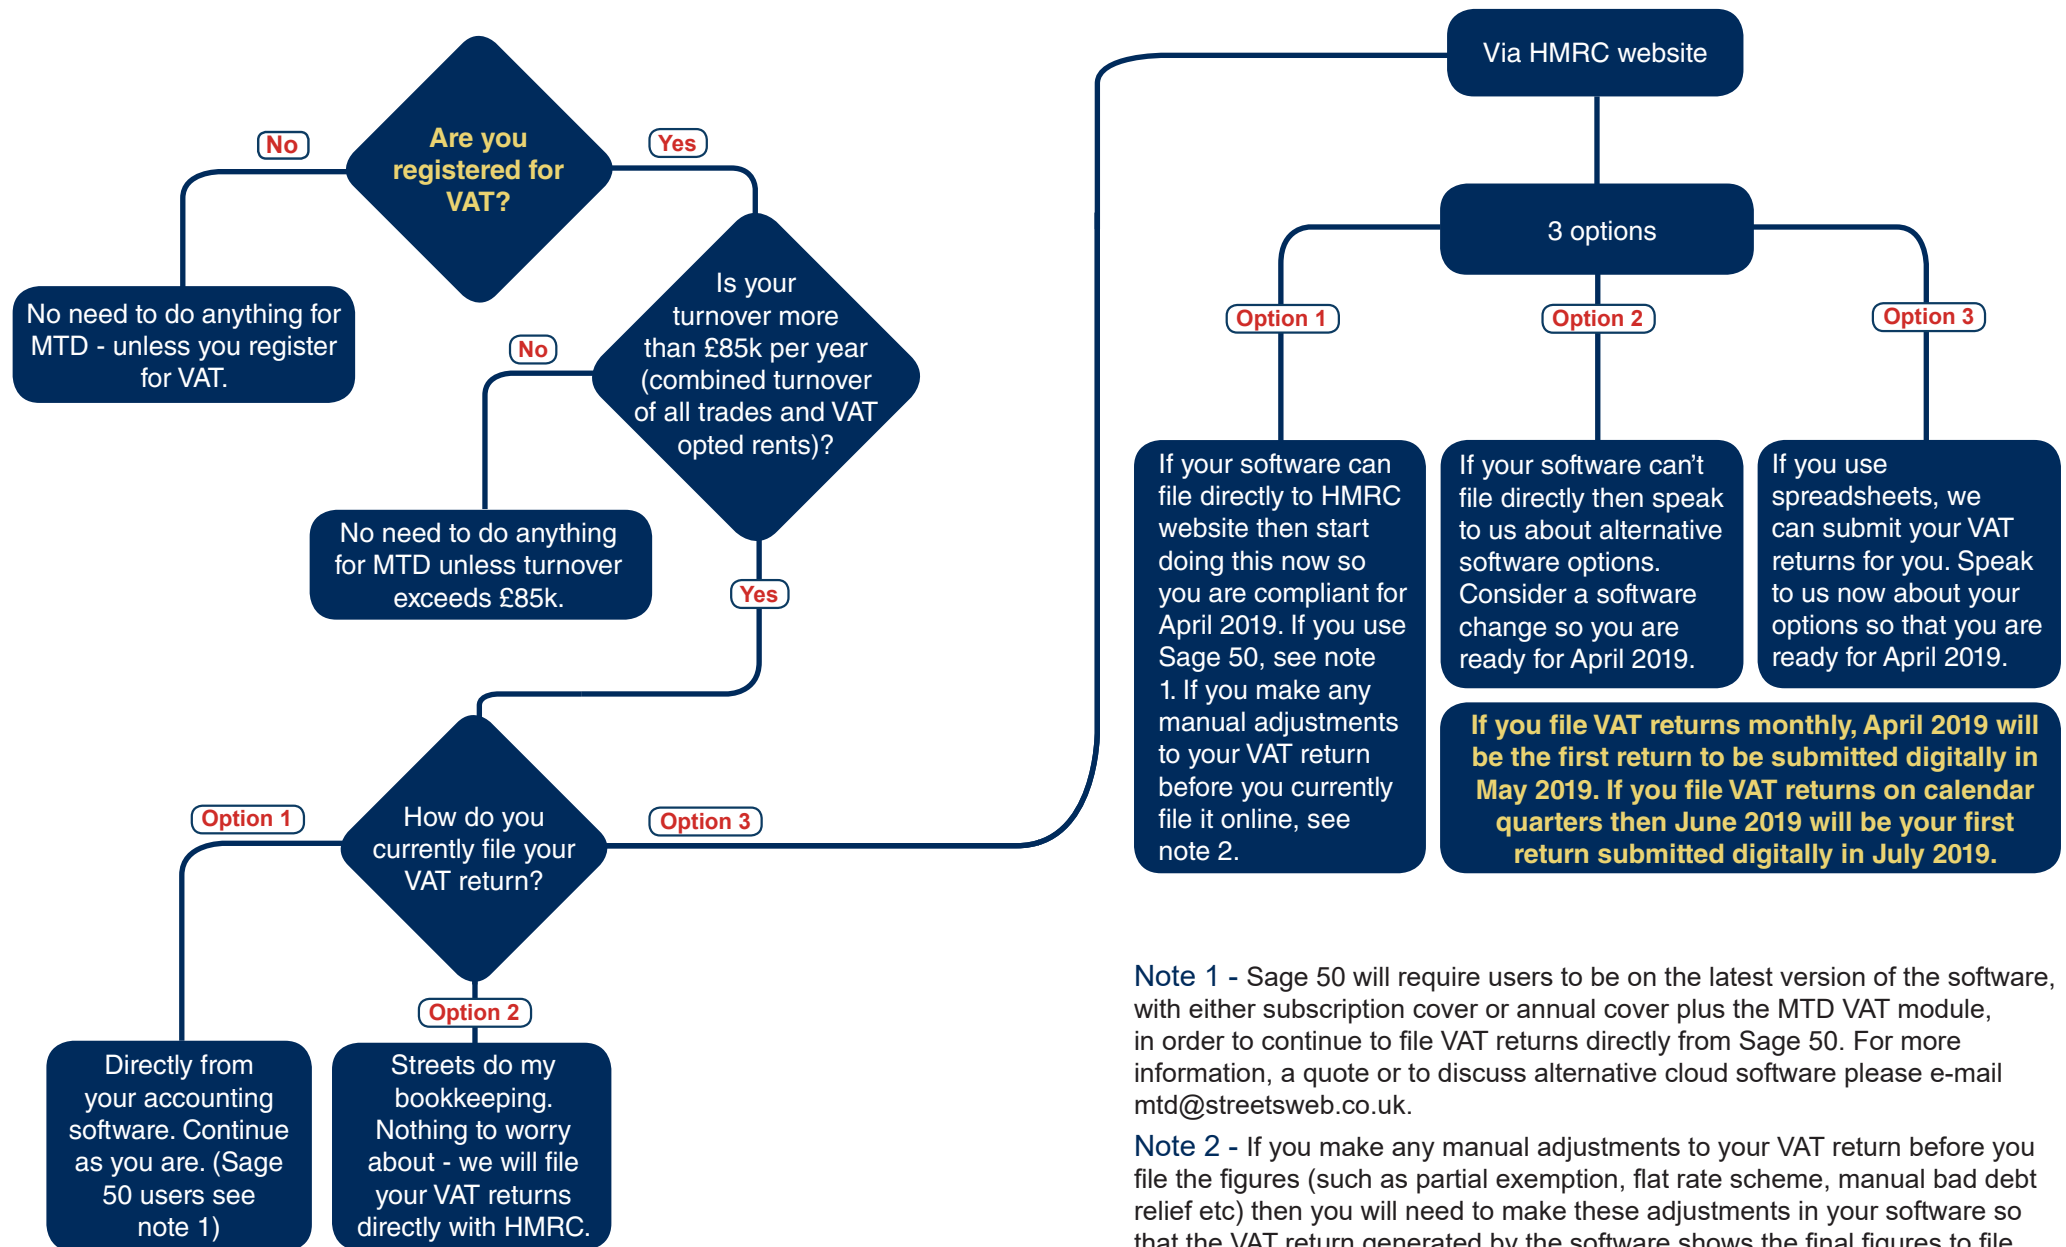 Are you
registered for
VAT?
No
Yes
No need to do anything for
MTD - unless you register
for VAT.
Is your
turnover more
than £85k per year
(combined turnover
of all trades and VAT
opted rents)?
No
No need to do anything
for MTD unless turnover
exceeds £85k.
Yes
How do you
currently file your
VAT return?
Option 1
Directly from
your accounting
software. Continue
as you are. (Sage
50 users see
note 1)
Option 2
Streets do my
bookkeeping.
Nothing to worry
about - we will file
your VAT returns
directly with HMRC.
Option 3
Via HMRC website
3 options
Option 1
If your software can
file directly to HMRC
website then start
doing this now so
you are compliant for
April 2019. If you use
Sage 50, see note
1. If you make any
manual adjustments
to your VAT return
before you currently
file it online, see
note 2.
Option 2
If your software can't
file directly then speak
to us about alternative
software options.
Consider a software
change so you are
ready for April 2019.
Option 3
If you use
spreadsheets, we
can submit your VAT
returns for you. Speak
to us now about your
options so that you are
ready for April 2019.
If you file VAT returns monthly, April 2019 will
be the first return to be submitted digitally in
May 2019. If you file VAT returns on calendar
quarters then June 2019 will be your first
return submitted digitally in July 2019.
Note 1 - Sage 50 will require users to be on the latest version of the software,
with either subscription cover or annual cover plus the MTD VAT module,
in order to continue to file VAT returns directly from Sage 50. For more
information, a quote or to discuss alternative cloud software please e-mail
mtd@streetsweb.co.uk.
Note 2 - If you make any manual adjustments to your VAT return before you
file the figures (such as partial exemption, flat rate scheme, manual bad debt
relief etc) then you will need to make these adjustments in your software so
that the VAT return generated by the software shows the final figures to file